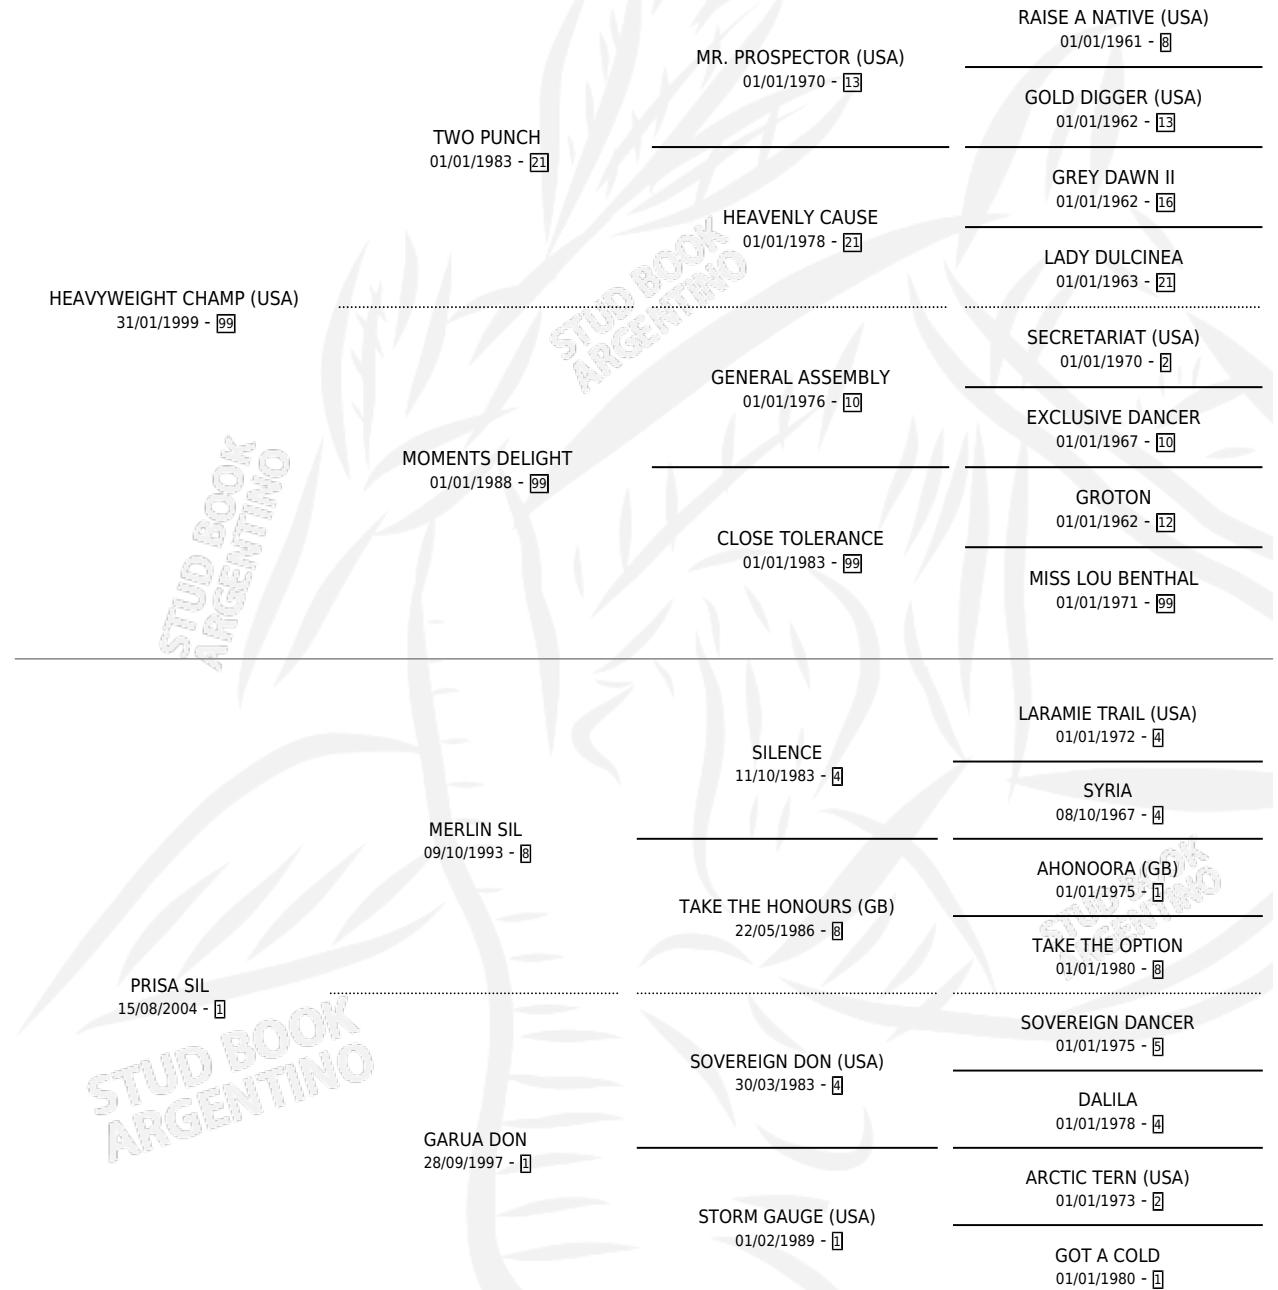 RAISE A NATIVE (USA)
01/01/1961 - 8
MR. PROSPECTOR (USA)
01/01/1970 - 13
GOLD DIGGER (USA)
01/01/1962 - 13
TWO PUNCH
01/01/1983 - 21
GREY DAWN II
01/01/1962 - 16
HEAVENLY CAUSE
01/01/1978 - 21
LADY DULCINEA
01/01/1963 - 21
HEAVYWEIGHT CHAMP (USA)
31/01/1999 - 99
STUD BOOK
ARGENTINO
SECRETARIAT (USA)
01/01/1970 - 2
GENERAL ASSEMBLY
01/01/1976 - 10
EXCLUSIVE DANCER
01/01/1967 - 10
MOMENTS DELIGHT
01/01/1988 - 99
GROTON
01/01/1962 - 12
CLOSE TOLERANCE
01/01/1983 - 99
MISS LOU BENTHAL
01/01/1971 - 99
STUD BOOK
ARGENTINO
LARAMIE TRAIL (USA)
01/01/1972 - 4
SILENCE
11/10/1983 - 4
SYRIA
08/10/1967 - 4
MERLIN SIL
09/10/1993 - 8
AHONOORA (GB)
01/01/1975 - 1
TAKE THE HONOURS (GB)
22/05/1986 - 8
STUD BOOK
ARGENTINO
TAKE THE OPTION
01/01/1980 - 8
PRISA SIL
15/08/2004 - 1
STUD BOOK
ARGENTINO
SOVEREIGN DANCER
01/01/1975 - 5
SOVEREIGN DON (USA)
30/03/1983 - 4
DALILA
01/01/1978 - 4
GARUA DON
28/09/1997 - 1
ARCTIC TERN (USA)
01/01/1973 - 2
STORM GAUGE (USA)
01/02/1989 - 1
GOT A COLD
01/01/1980 - 1